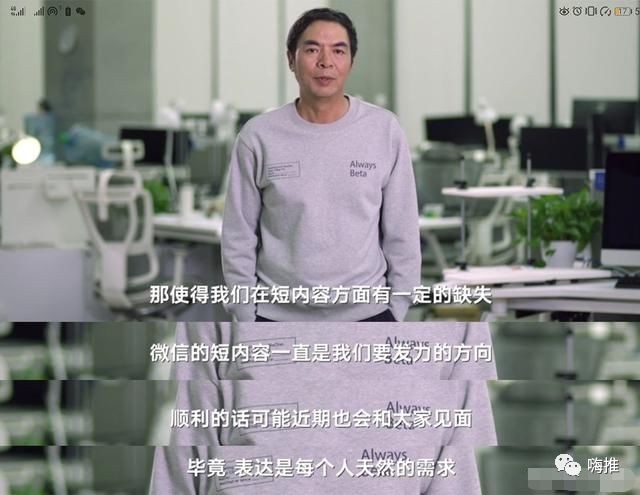 Always
Beta
那使得我们在短内容方面有一定的缺失
Always
微信的短内容一直是我们要发力的方向
Always
顺利的话可能近期也会和大家见面
Always
毕竟 表达是每个人天然的需求
嗨推